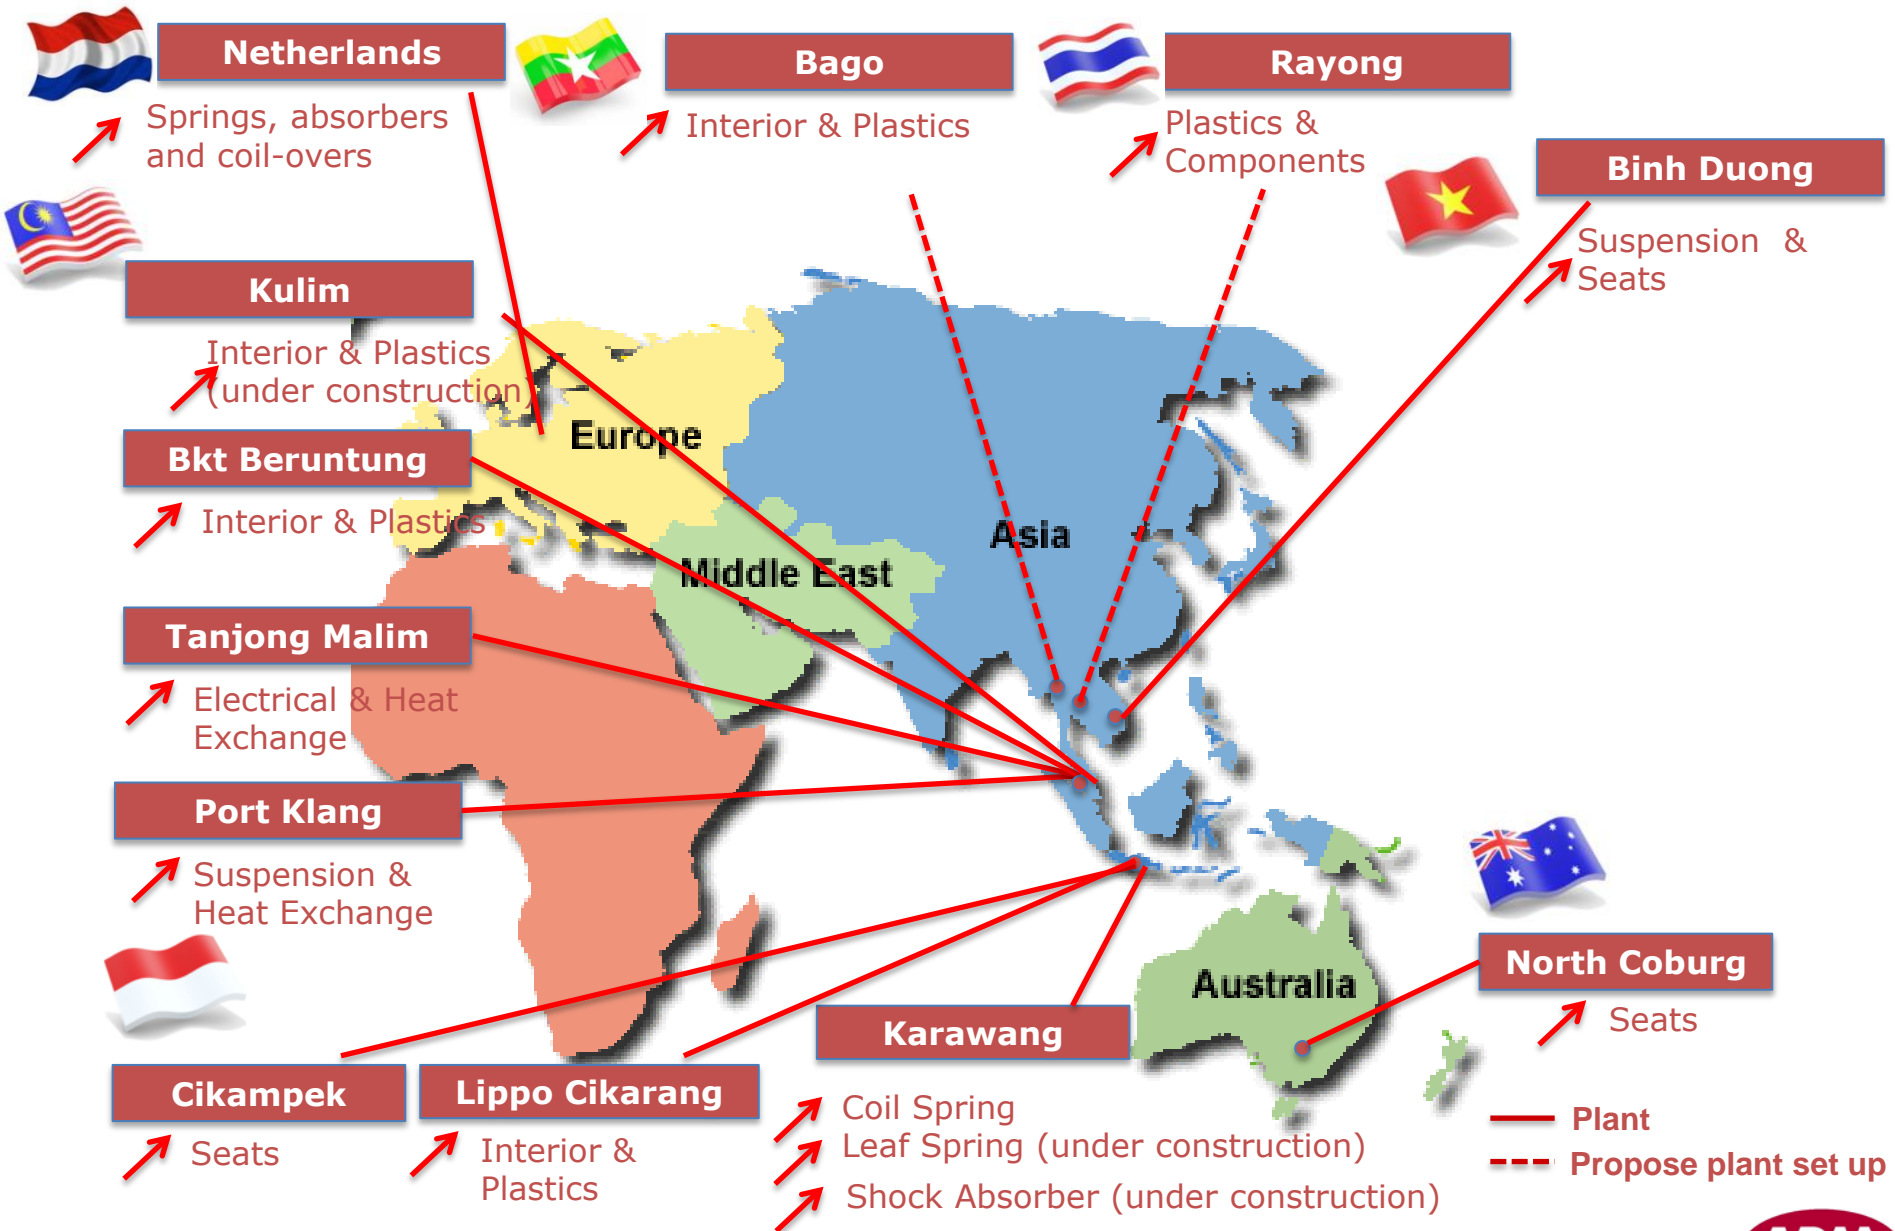 Netherlands
Springs, absorbers
and coil-overs
Bago
Interior & Plastics
Rayong
Plastics &
Components
Binh Duong
Suspension &
Seats
Kulim
Interior & Plastics
(under construction)
Bkt Beruntung
Interior & Plastics
Tanjong Malim
Electrical & Heat
Exchange
Port Klang
Suspension &
Heat Exchange
Europe
Middle East
Asia
Australia
North Coburg
Seats
Cikampek
Seats
Lippo Cikarang
Interior &
Plastics
Karawang
Coil Spring
Leaf Spring (under construction)
Shock Absorber (under construction)
Plant
Propose plant set up